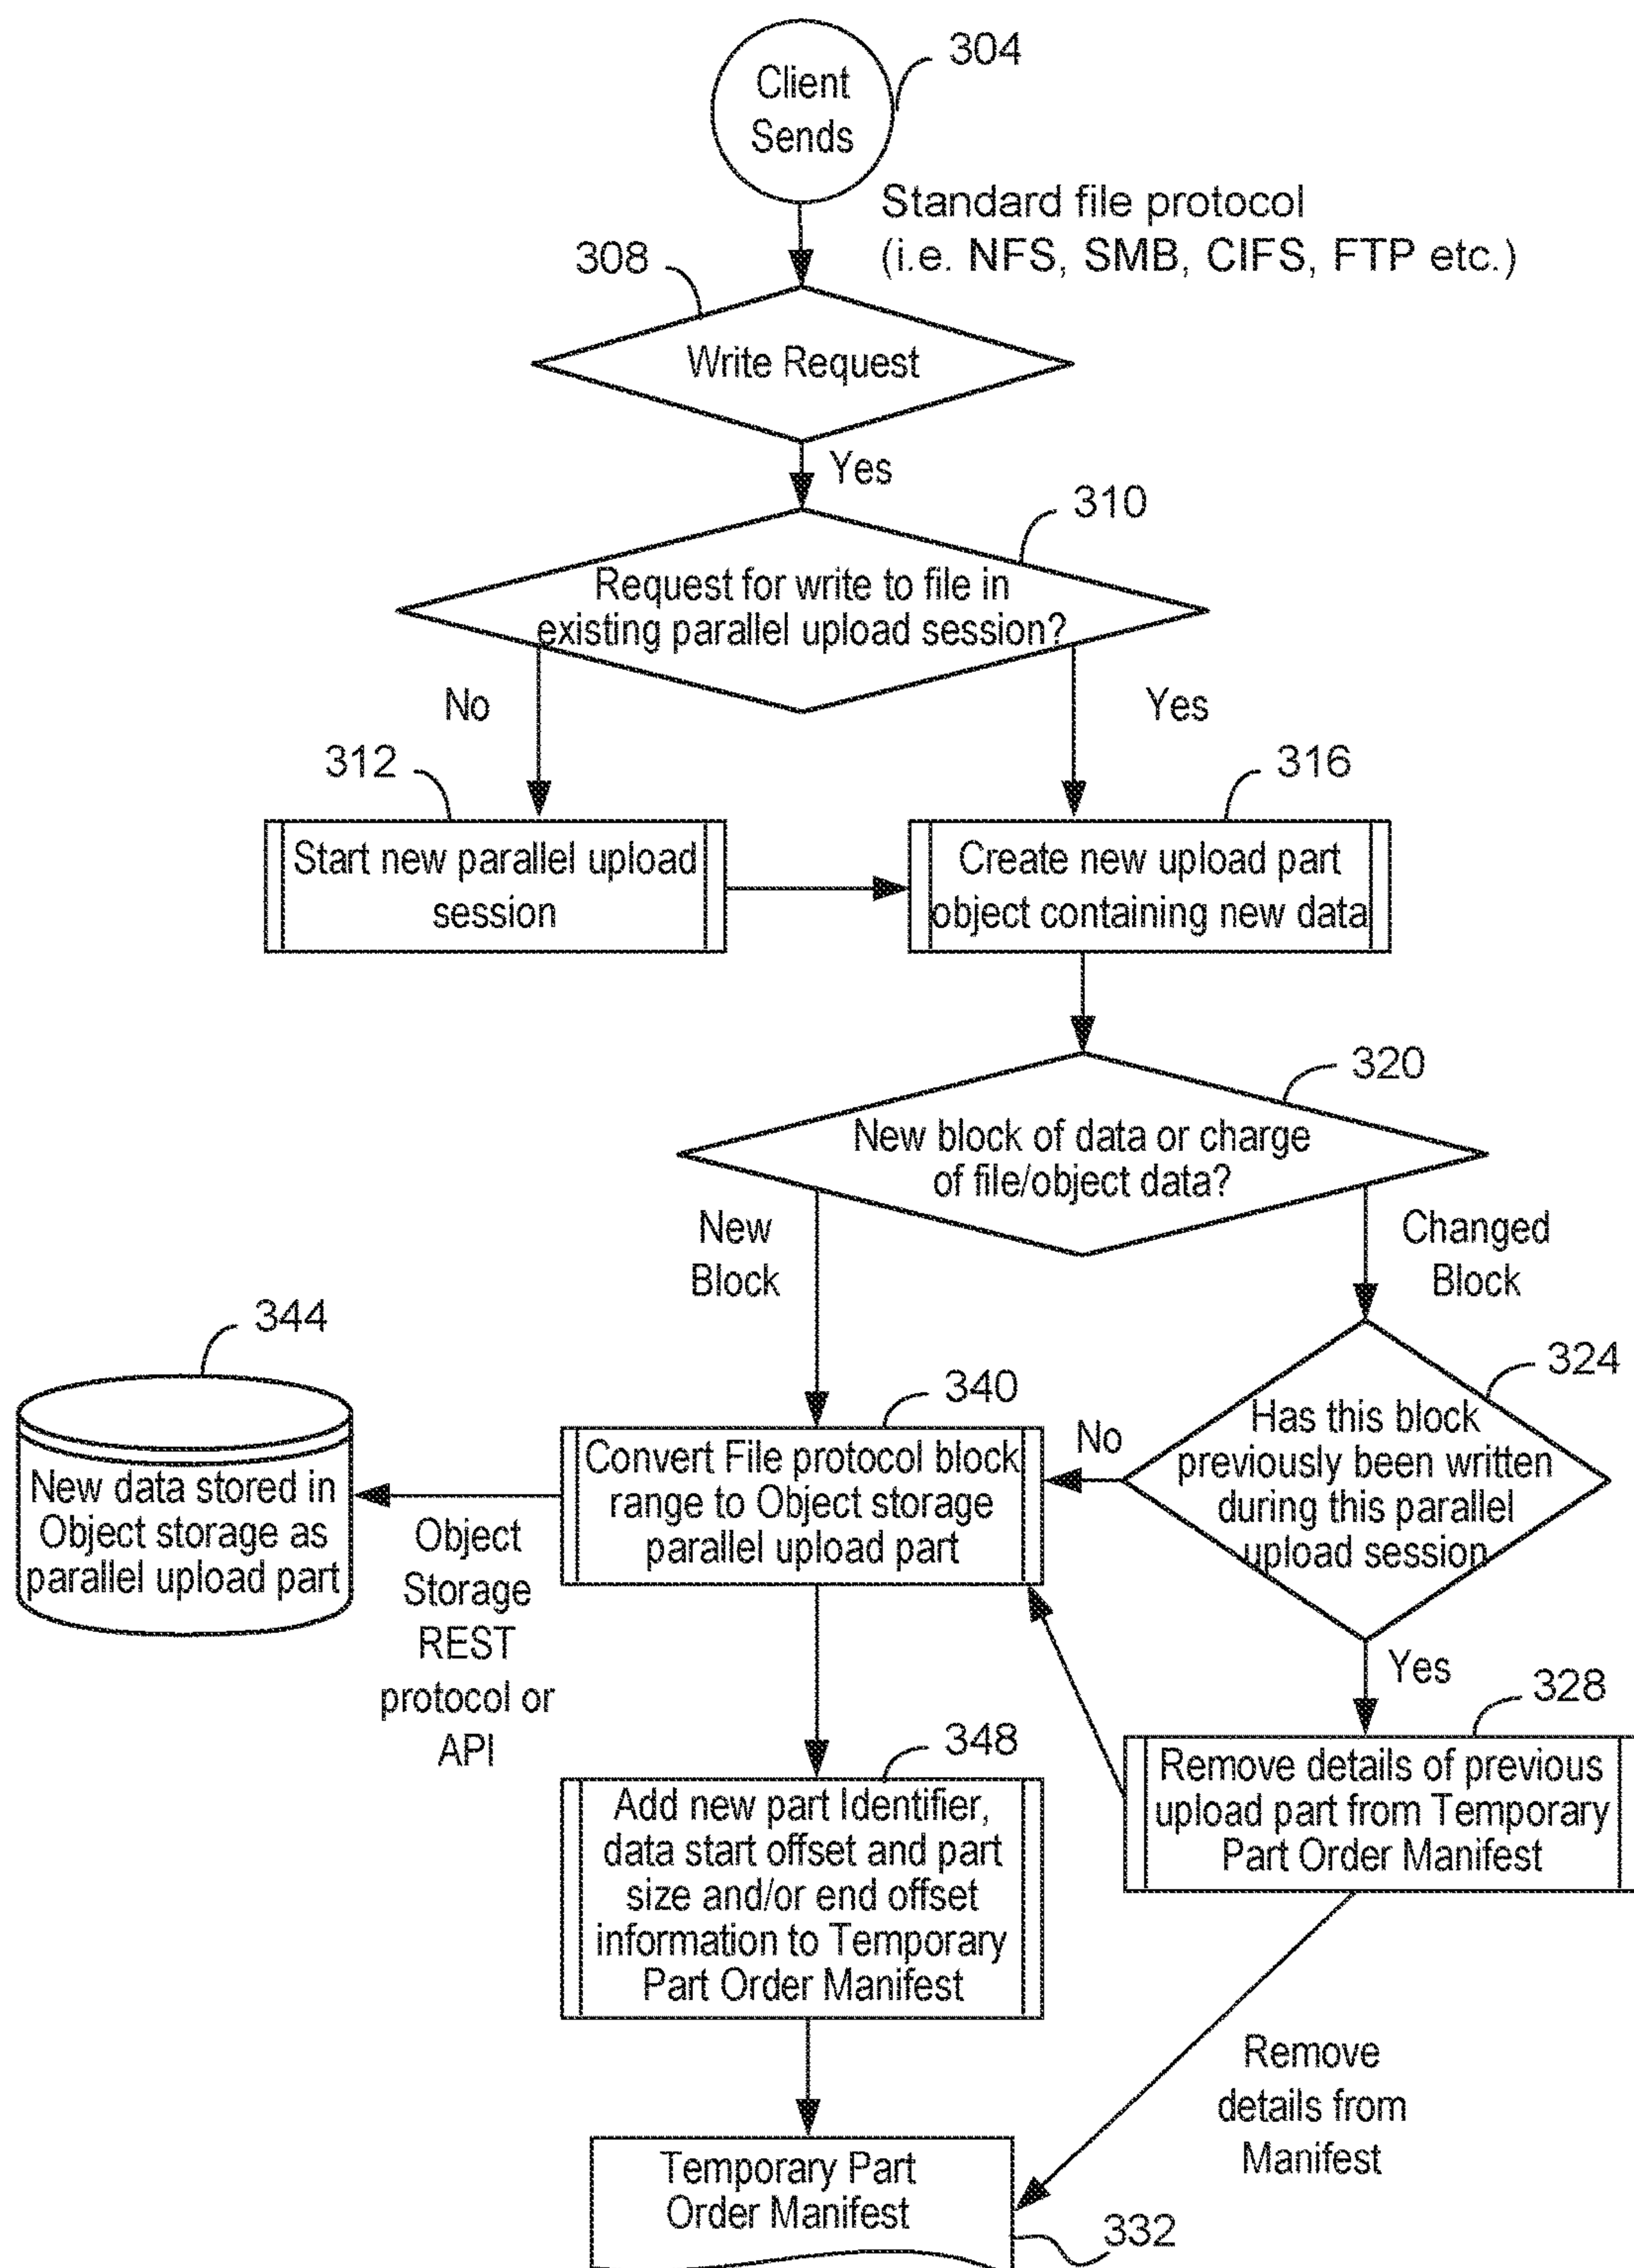 304
Client
Sends
Standard file protocol
(i.e. NFS, SMB, CIFS, FTP etc.)
308
Write Request
Yes
310
Request for write to file in
existing parallel upload session?
No
Yes
312
316
Start new parallel upload
session
Create new upload part
object containing new data
320
New block of data or charge
of file/object data?
New
Block
Changed
Block
344
340
324
New data stored in
Object storage as
parallel upload part
Object
Storage
REST
protocol or
API
Convert File protocol block
range to Object storage
parallel upload part
No
Has this block
previously been written
during this parallel
upload session
Yes
328
348
Remove details of previous
upload part from Temporary
Part Order Manifest
Add new part Identifier,
data start offset and part
size and/or end offset
information to Temporary
Part Order Manifest
Remove
details from
Manifest
Temporary Part
Order Manifest
332